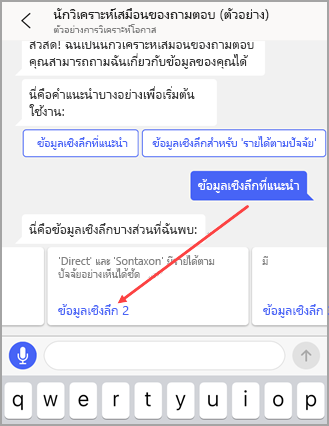 นักวิเคราะห์เสมือนของถามตอบ (ตัวอย่าง)
ตัวอย่างการวิเคราะห์โอกาส
สวัสดี! ฉันเป็นนักวิเคราะห์เสมือนของถามตอบ
คุณสามารถถามฉันเกี่ยวกับข้อมูลของคุณได้
นี่คือคำแนะนำบางอย่างเพื่อเริ่มต้น
ใช้งาน:
ข้อมูลเชิงลึกที่แนะนำ
ข้อมูลเชิงลึกสำหรับ 'รายได้ตามปัจจัย'
ข้อมูลเชิงลึกที่แนะนำ
นี่คือข้อมูลเชิงลึกบางส่วนที่ฉันพบ:
'Direct' และ 'Sontaxon' มีรายได้ตาม
ปัจจัยอย่างเห็นได้ชัด
ข้อมูลเชิงลึก 2
มี
q w e r t y u i o p